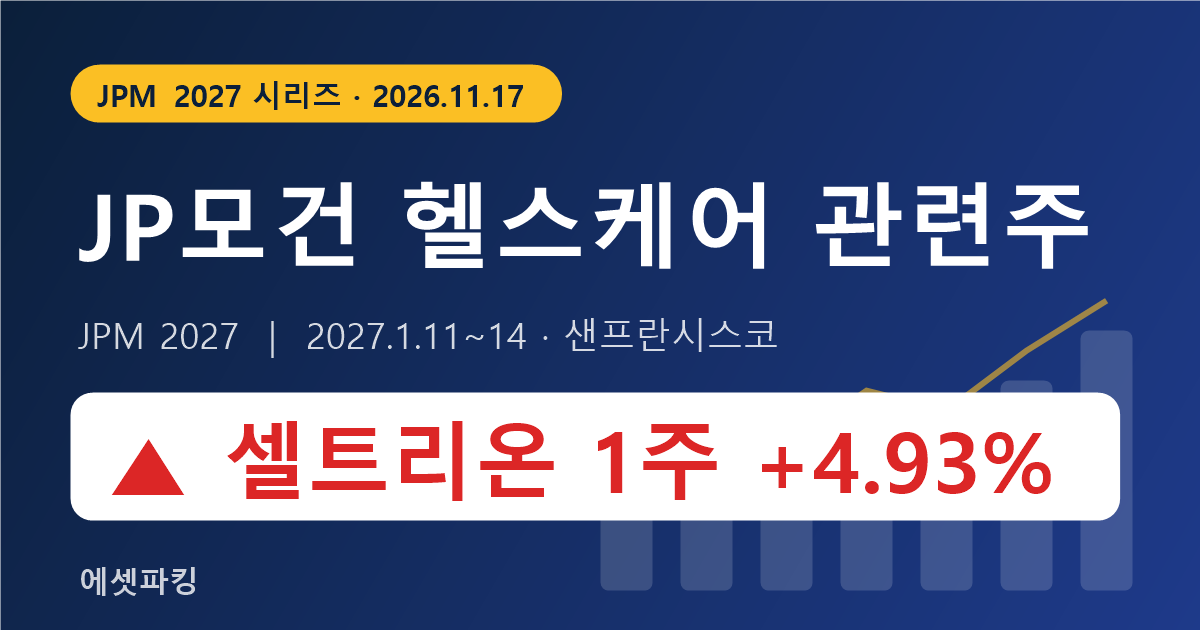 JPM 2027 시리즈 · 2026.11.17
JP모건 헬스케어 관련주
JPM 2027 | 2027.1.11~14 · 샌프란시스코
▲ 셀트리온 1주 +4.93%
에셋파킹